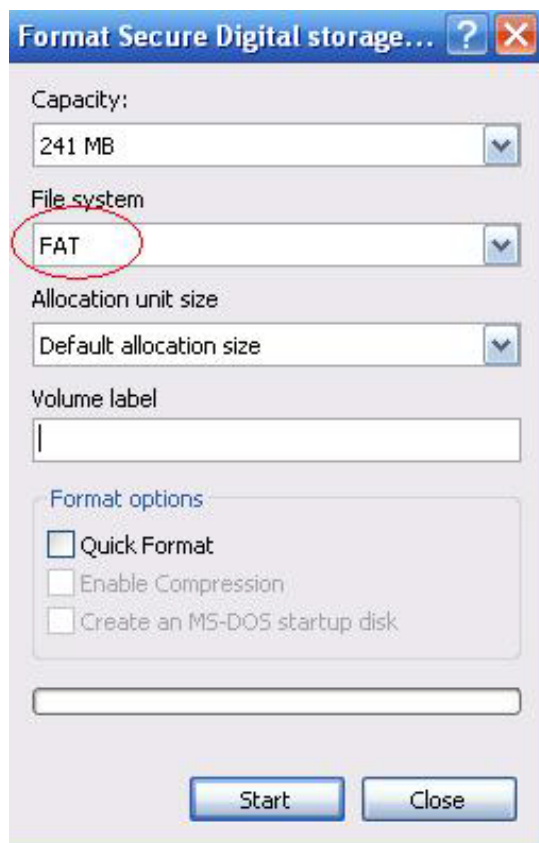 Format Secure Digital storage... ?
Capacity:
241 MB
File system
FAT
Allocation unit size
Default allocation size
Volume label
Format options
Quick Format
Enable Compression
Create an MS-DOS startup disk
Start Close